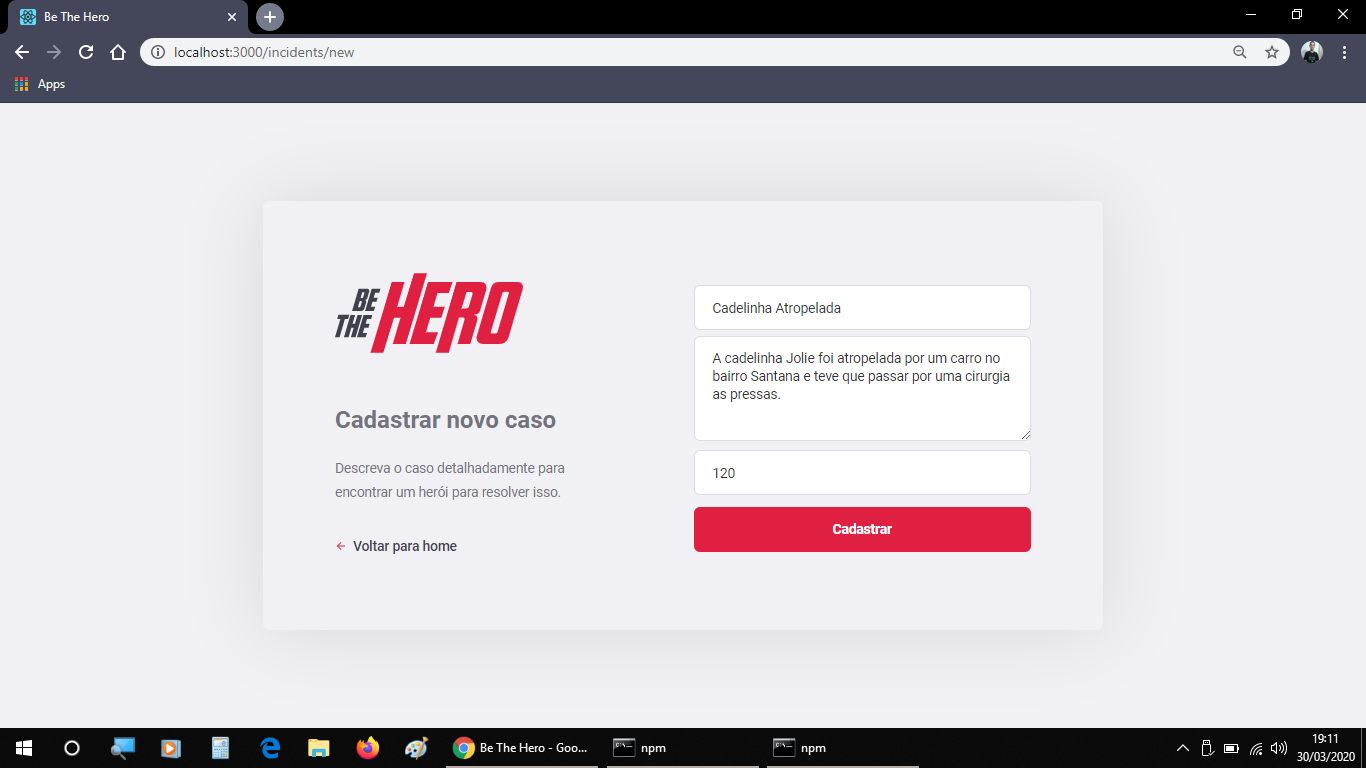 Be The Hero
localhost:3000/incidents/new
Apps
BE
THE HERO
Cadastrar novo caso
Descreva o caso detalhadamente para
encontrar um herói para resolver isso.
Voltar para home
Cadelinha Atropelada
A cadelinha Jolie foi atropelada por um carro no
bairro Santana e teve que passar por uma cirurgia
as pressas.
120
Cadastrar
Be The Hero - Goo...
npm
npm
19:11
30/03/2020